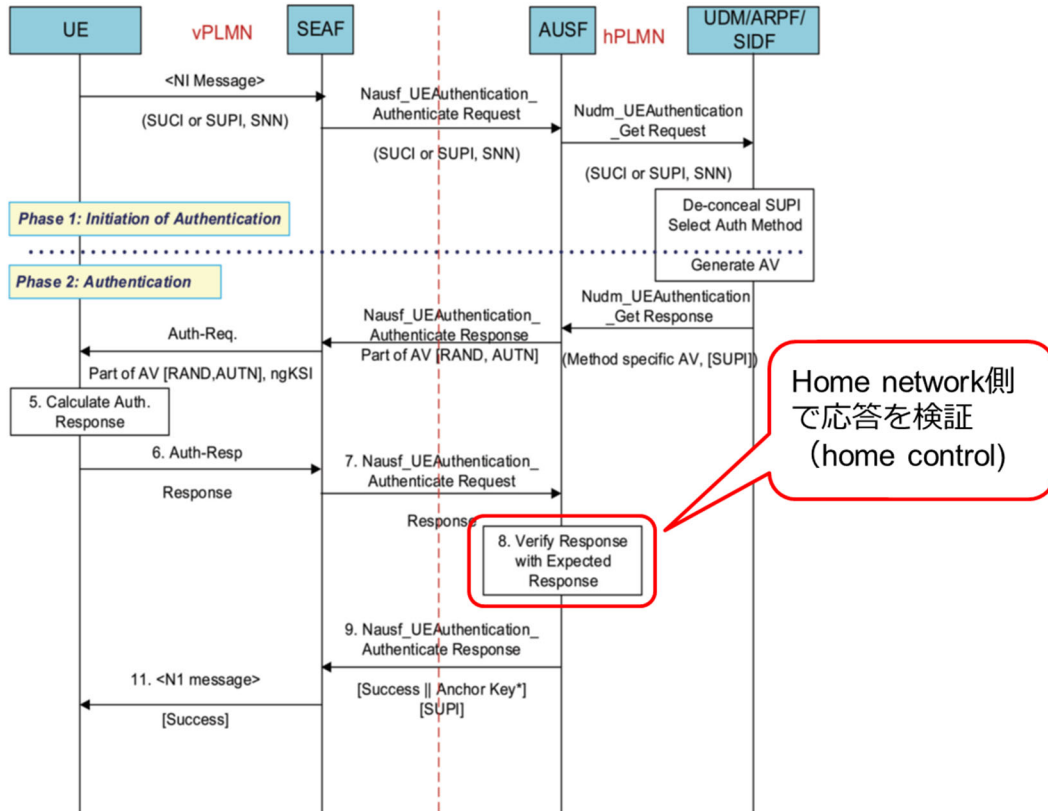 UE
vPLMN
SEAF
AUSF
hPLMN
UDM/ARPF/
SIDF
<NI Message>
(SUCI or SUPI, SNN)
Nausf_UEAuthentication_
Authenticate Request
(SUCI or SUPI, SNN)
Nudm_UEAuthentication
_Get Request
(SUCI or SUPI, SNN)
De-conceal SUPI
Select Auth Method
Phase 1: Initiation of Authentication
Generate AV
Phase 2: Authentication
Nudm_UEAuthentication
_Get Response
(Method specific AV, [SUPI])
Nausf_UEAuthentication_
Authenticate Response
Part of AV [RAND, AUTN]
Auth-Req.
Part of AV [RAND,AUTN], ngKSI
5. Calculate Auth.
Response
6. Auth-Resp
Response
7. Nausf_UEAuthentication_
Authenticate Request
Response
8. Verify Response
with Expected
Response
Home network側
で応答を検証
（home control)
9. Nausf_UEAuthentication_
Authenticate Response
[Success || Anchor Key*]
[SUPI]
11. <N1 message>
[Success]